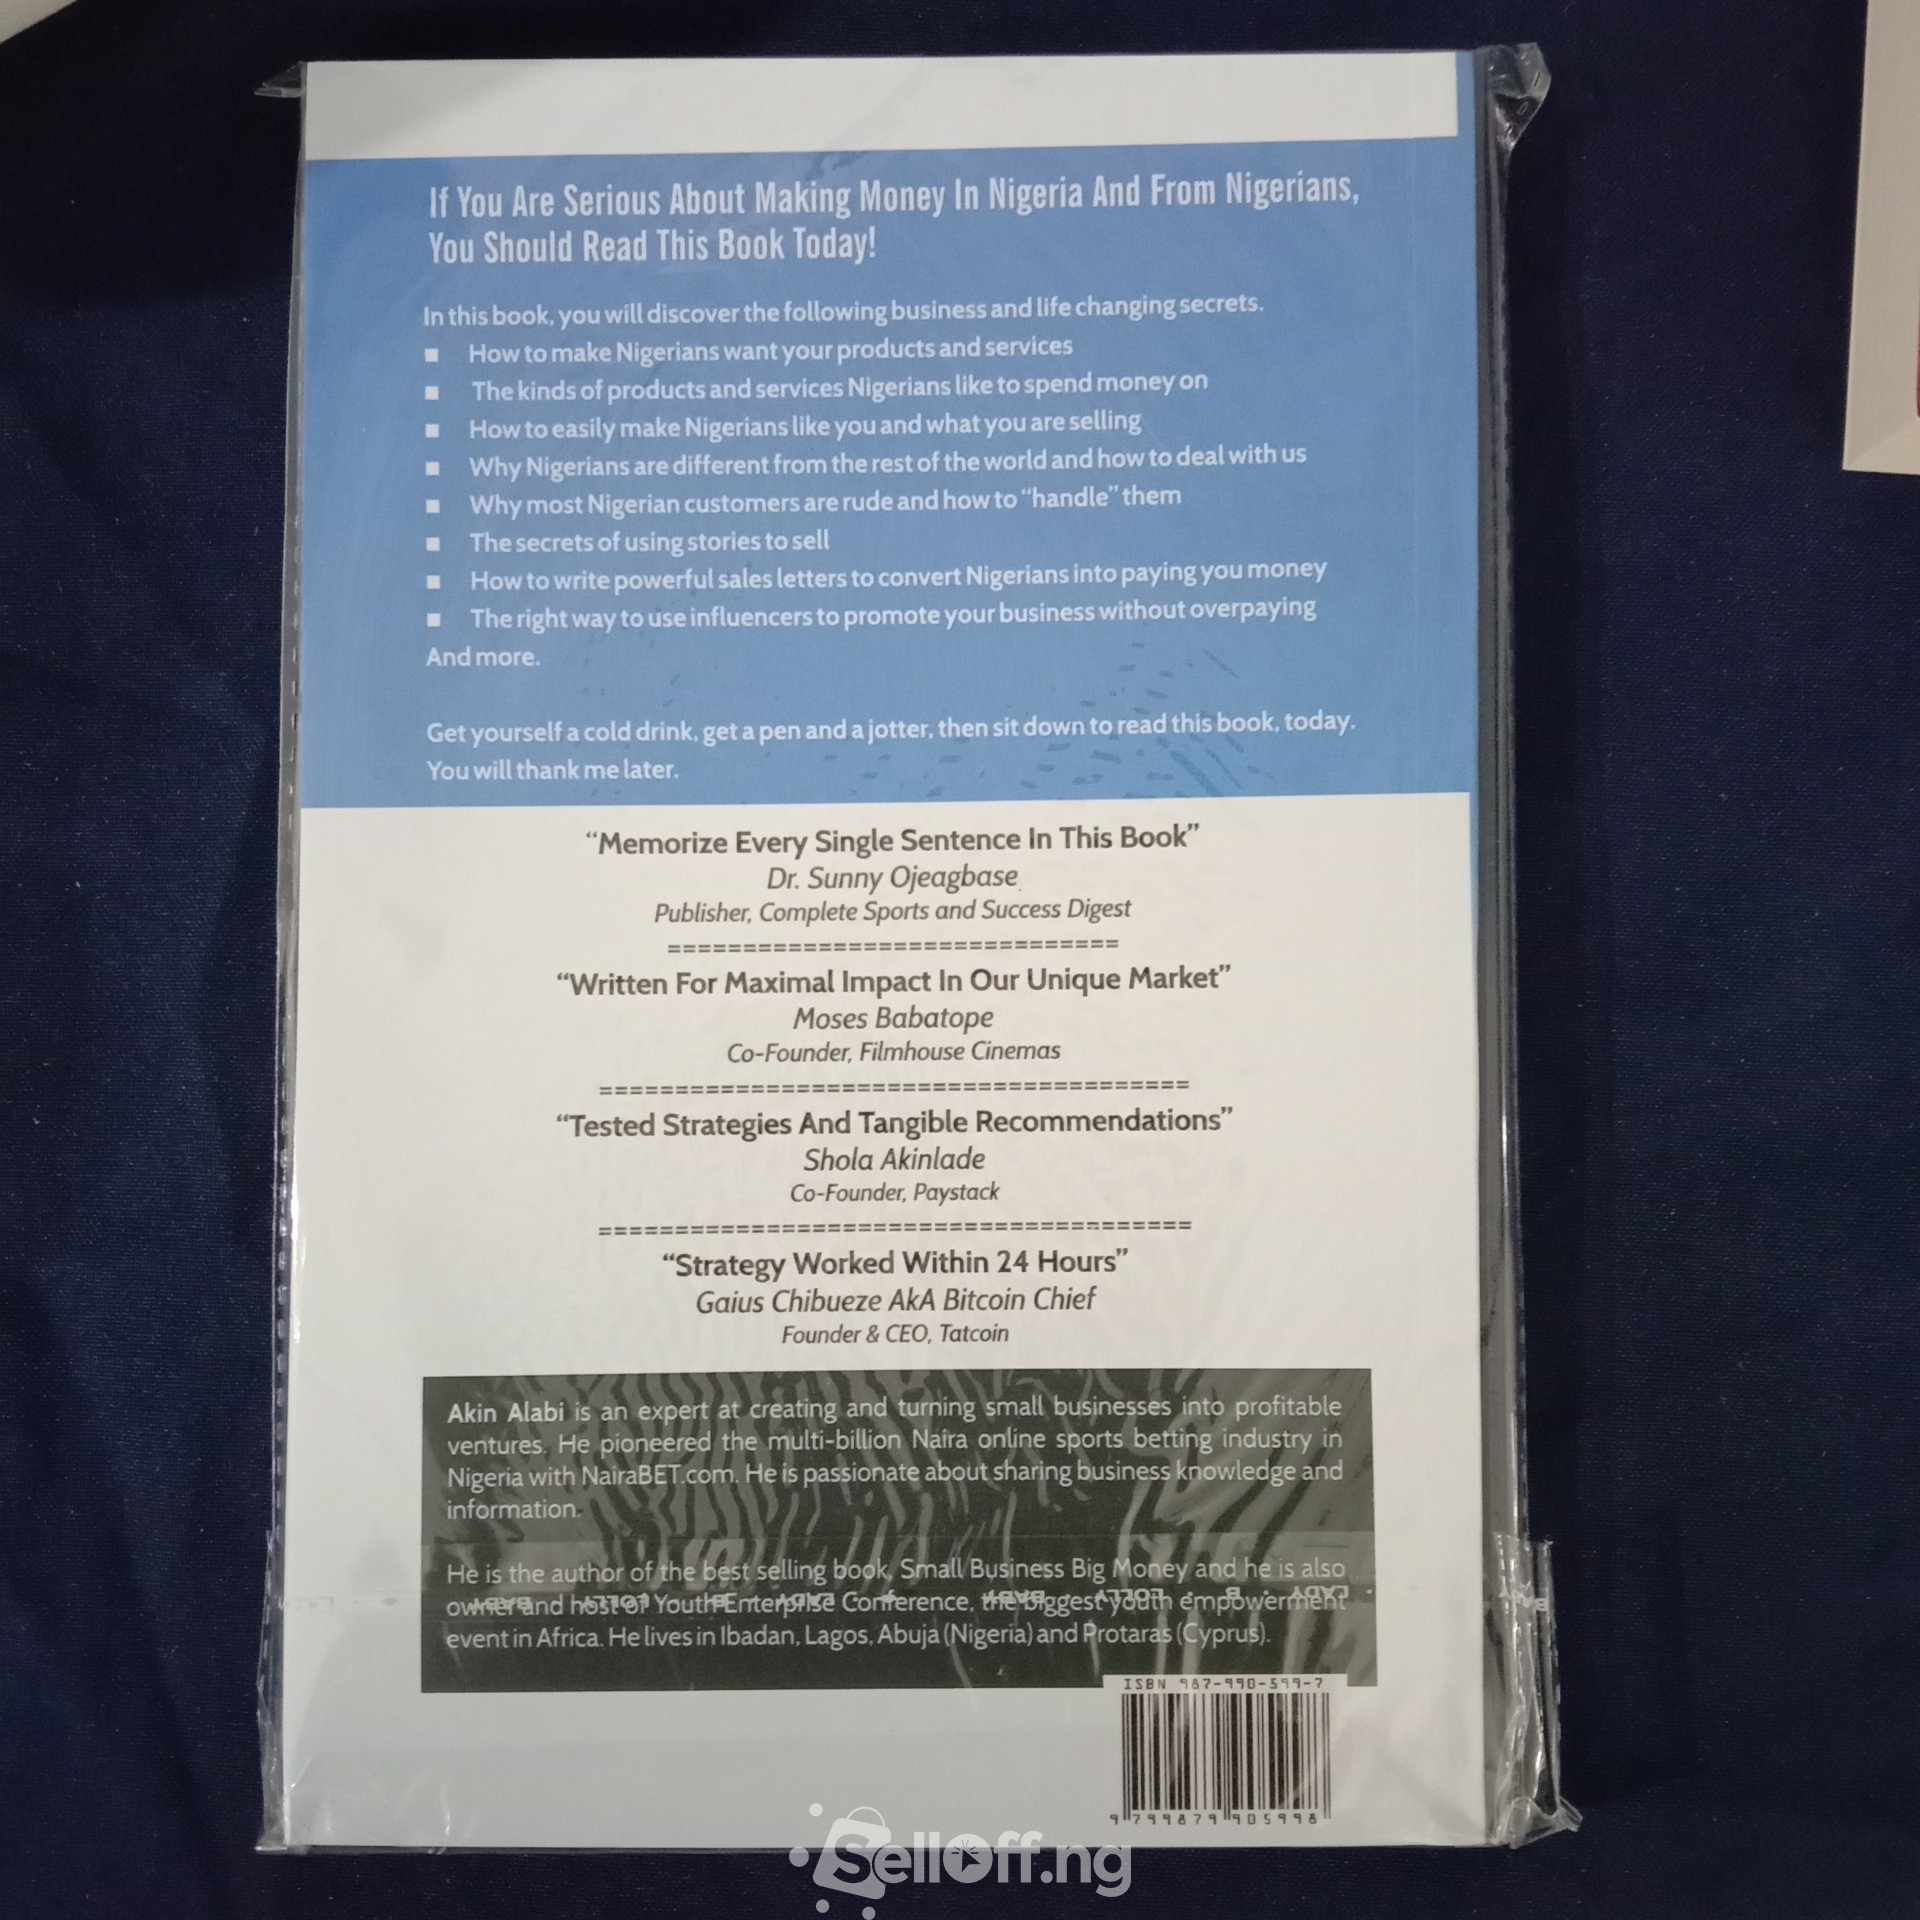 If You Are Serious About Making Money In Nigeria And From Nigerians,
You Should Read This Book Today!
In this book, you will discover the following business and life changing secrets.
■ How to make Nigerians want your products and services
■ The kinds of products and services Nigerians like to spend money on
■ How to easily make Nigerians like you and what you are selling
■ Why Nigerians are different from the rest of the world and how to deal with us
■ Why most Nigerian customers are rude and how to "handle" them
■ The secrets of using stories to sell
■ How to write powerful sales letters to convert Nigerians into paying you money
■ The right way to use influencers to promote your business without overpaying
And more.
Get yourself a cold drink, get a pen and a jotter, then sit down to read this book, today.
You will thank me later.
“Memorize Every Single Sentence In This Book”
Dr. Sunny Ojeagbase
Publisher, Complete Sports and Success Digest
==============================
“Written For Maximal Impact In Our Unique Market”
Moses Babatope
Co-Founder, Filmhouse Cinemas
=======================================
“Tested Strategies And Tangible Recommendations”
Shola Akinlade
Co-Founder, Paystack
=======================================
“Strategy Worked Within 24 Hours”
Gaius Chibueze AkA Bitcoin Chief
Founder & CEO, Tatcoin
Akin Alabi is an expert at creating and turning small businesses into profitable
ventures. He pioneered the multi-billion Naira online sports betting industry in
Nigeria with NairaBET.com. He is passionate about sharing business knowledge and
information.
He is the author of the best selling book, Small Business Big Money and he is also
owner and host of Youth Enterprise Conference, the biggest youth empowerment
event in Africa. He lives in Ibadan, Lagos, Abuja (Nigeria) and Protaras (Cyprus).
ISBN 987-990-599-7
9 799879 905998
SellOff.ng